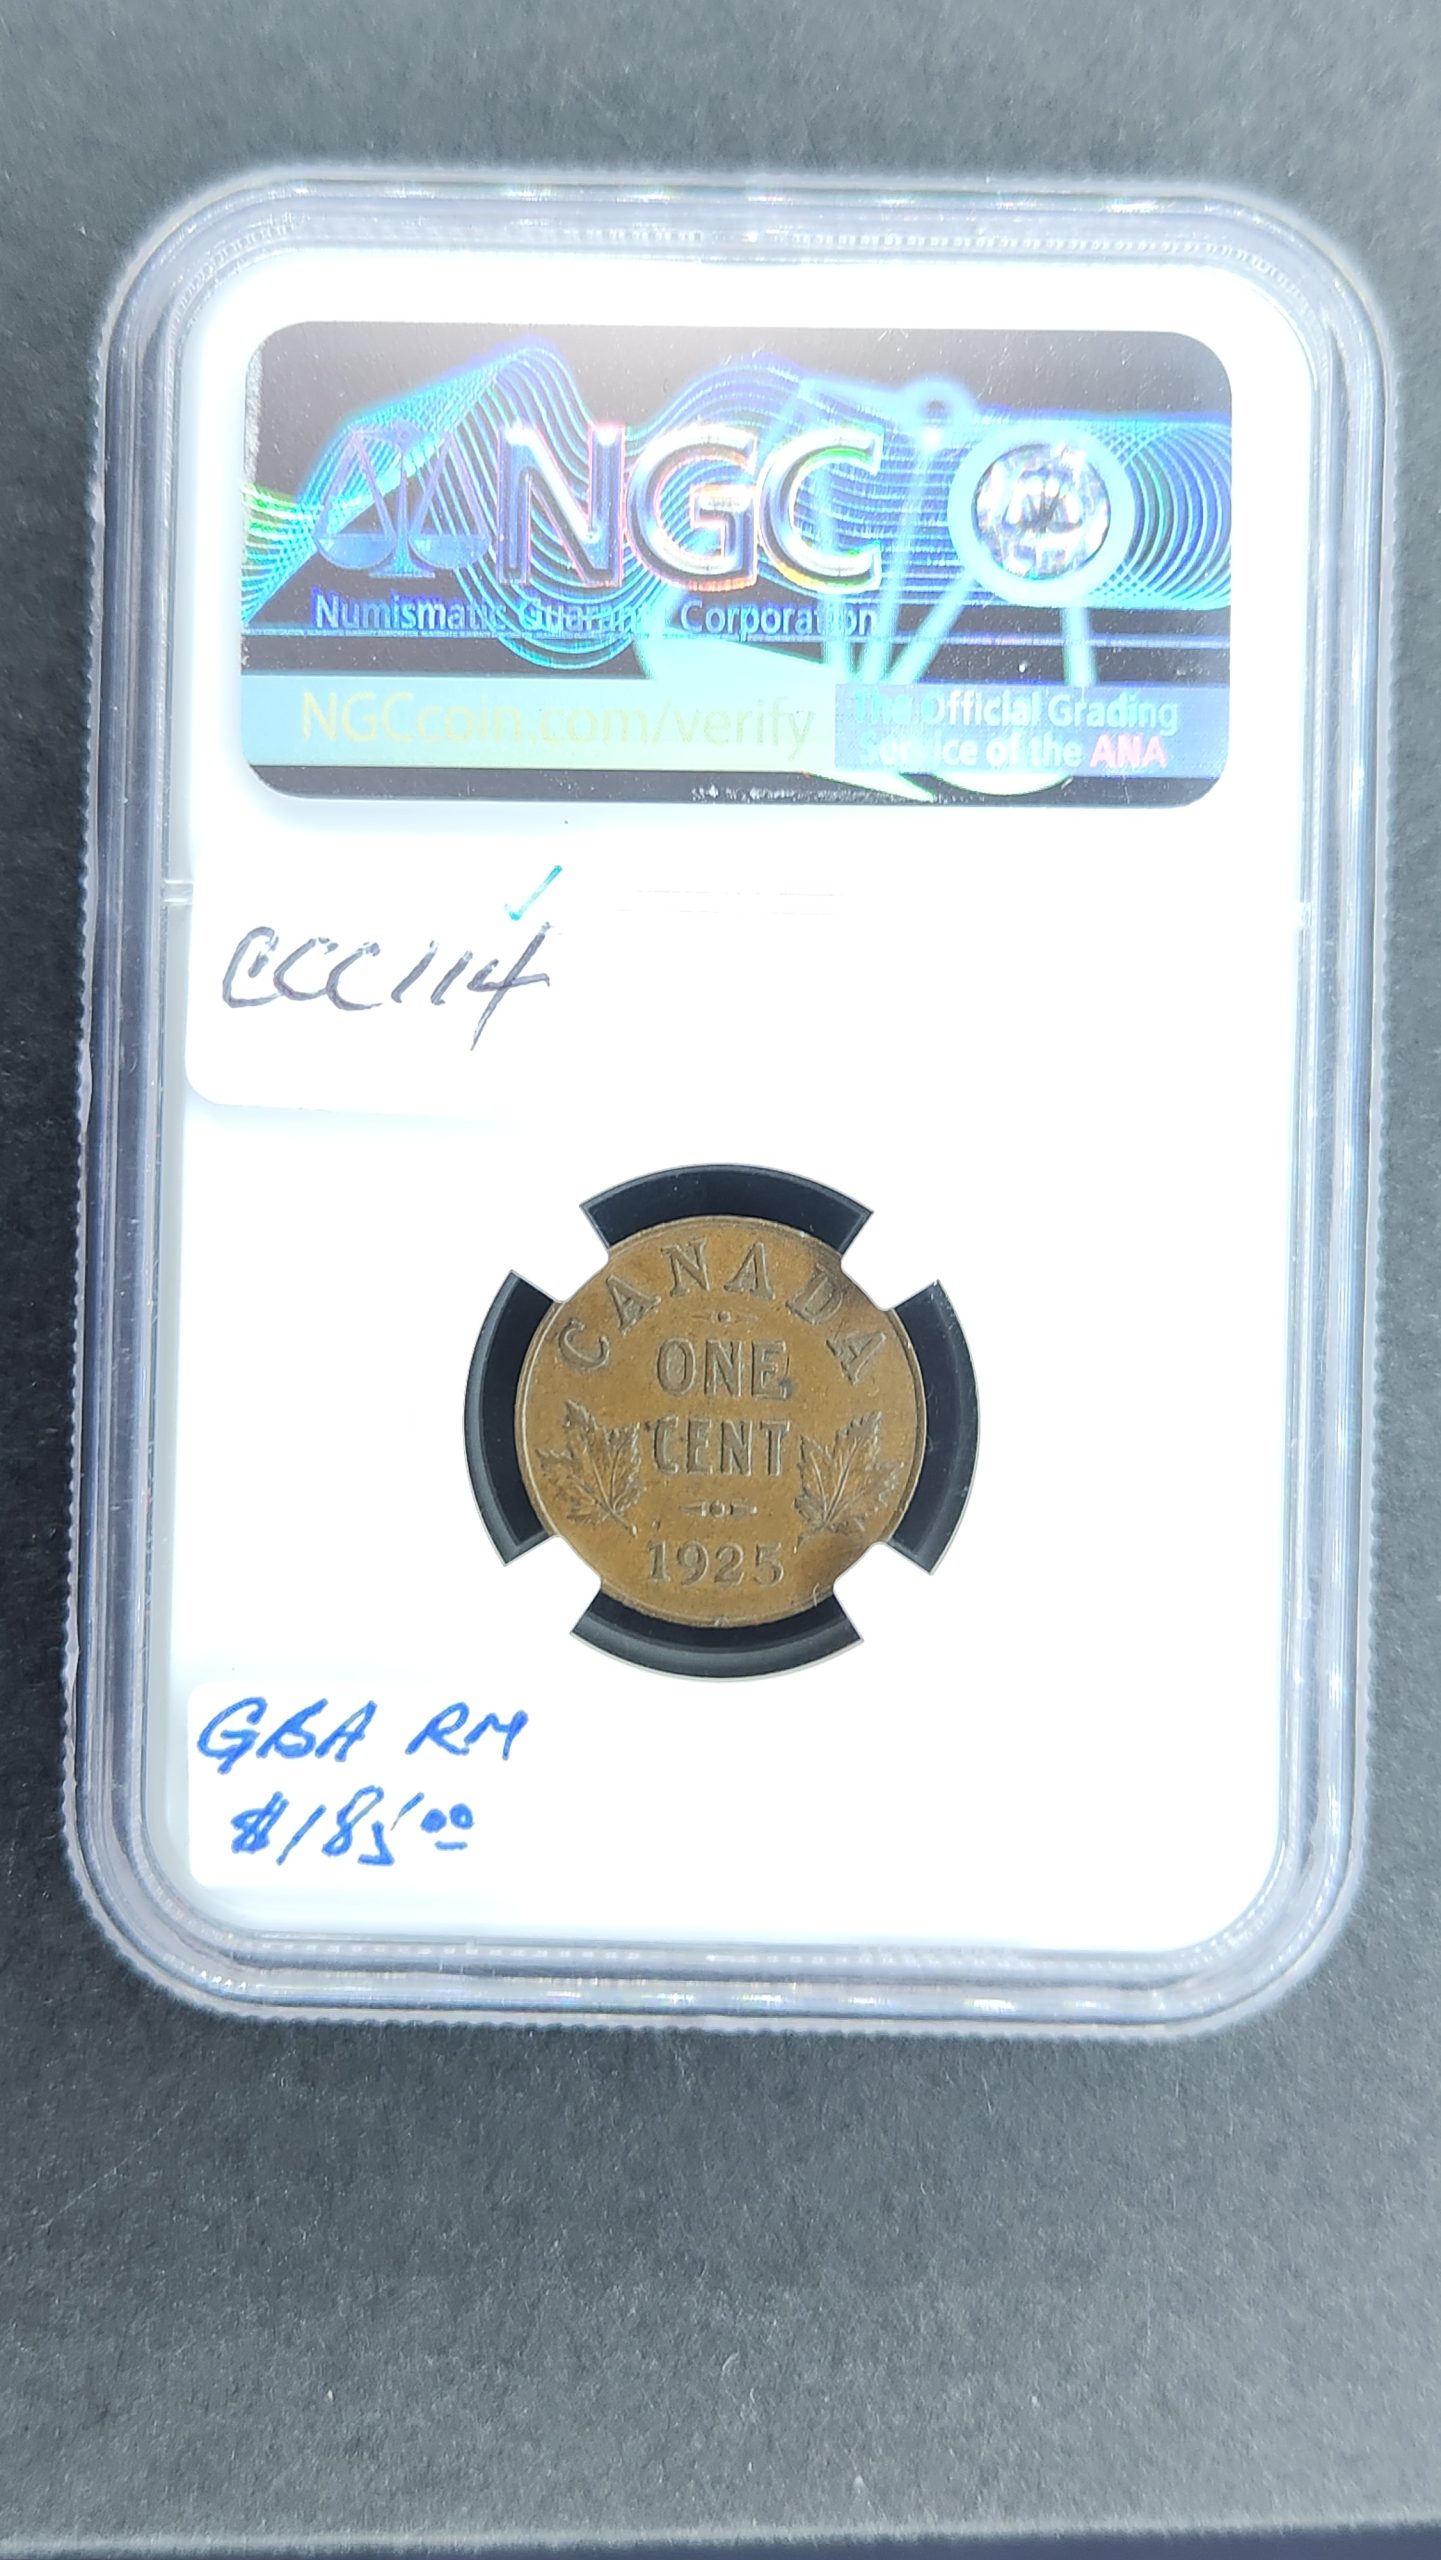 NGC
Numismatic Guaranty Corporation
NGCcoin.com/verify
The Official Grading
Service of the ANA
CCC114
CANADA
ONE
CENT
1925
GBA RM
$185.00